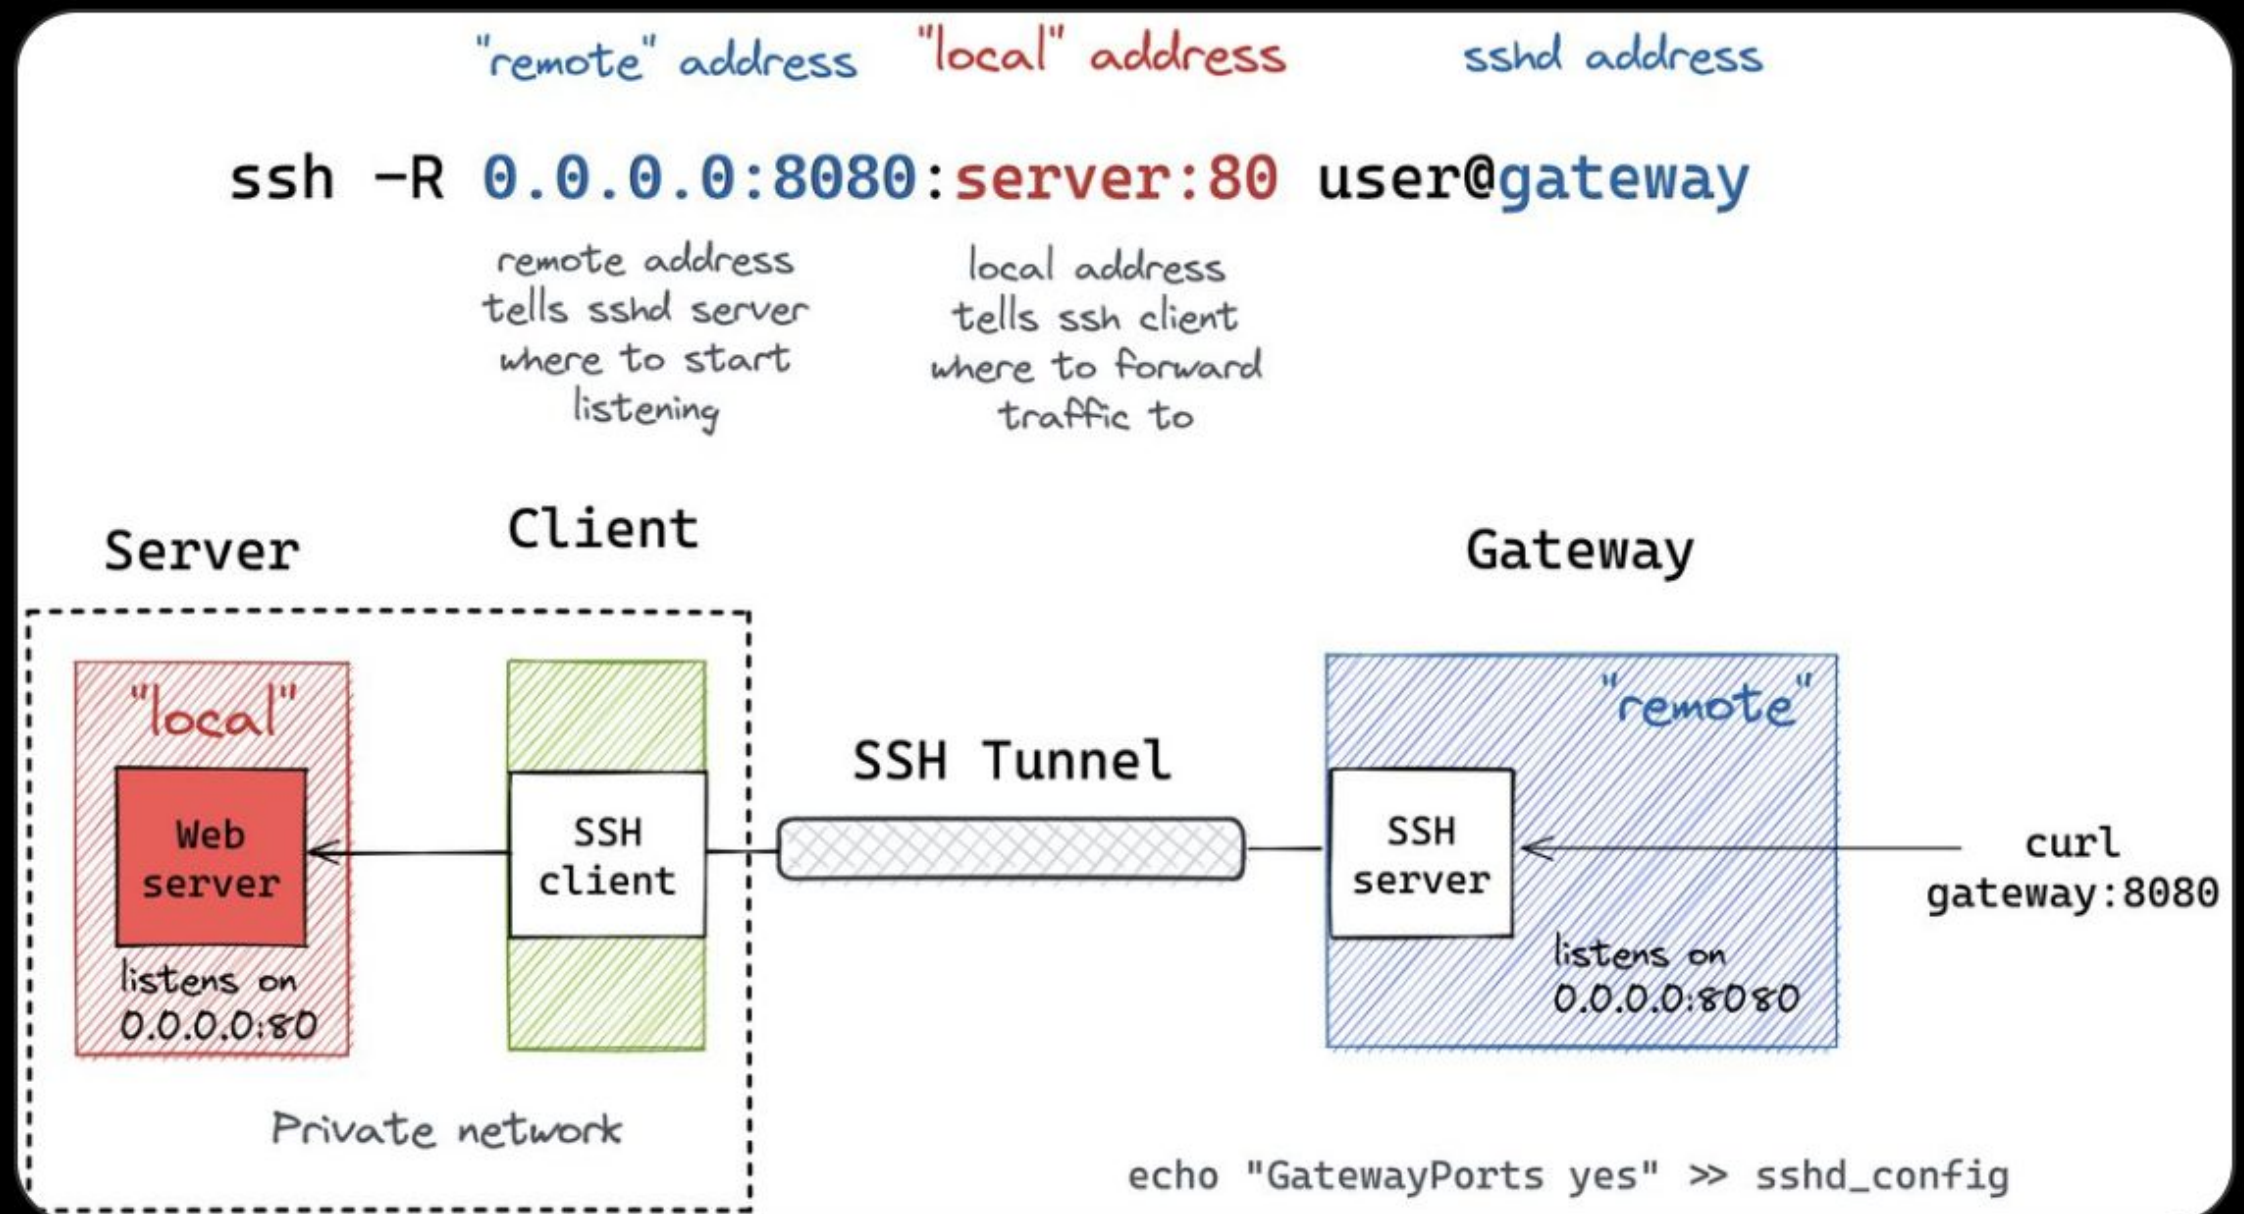 "remote" address "local" address sshd address
ssh -R 0.0.0.0:8080:server:80 user@gateway
remote address
tells sshd server
where to start
listening
local address
tells ssh client
where to forward
traffic to
Server
Client
Gateway
"local"
Web
server
listens on
0.0.0.0:80
SSH
client
Private network
SSH Tunnel
"remote"
SSH
server
listens on
0.0.0.0:8080
curl
gateway:8080
echo "GatewayPorts yes" >> sshd_config